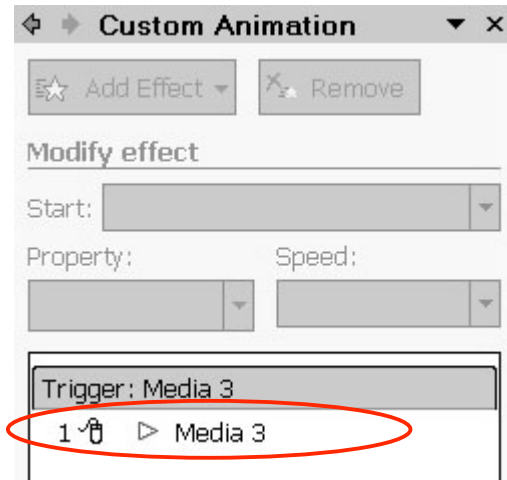 Custom Animation
Add Effect Remove
Modify effect
Start:
Property: Speed:
Trigger: Media 3
1 Media 3